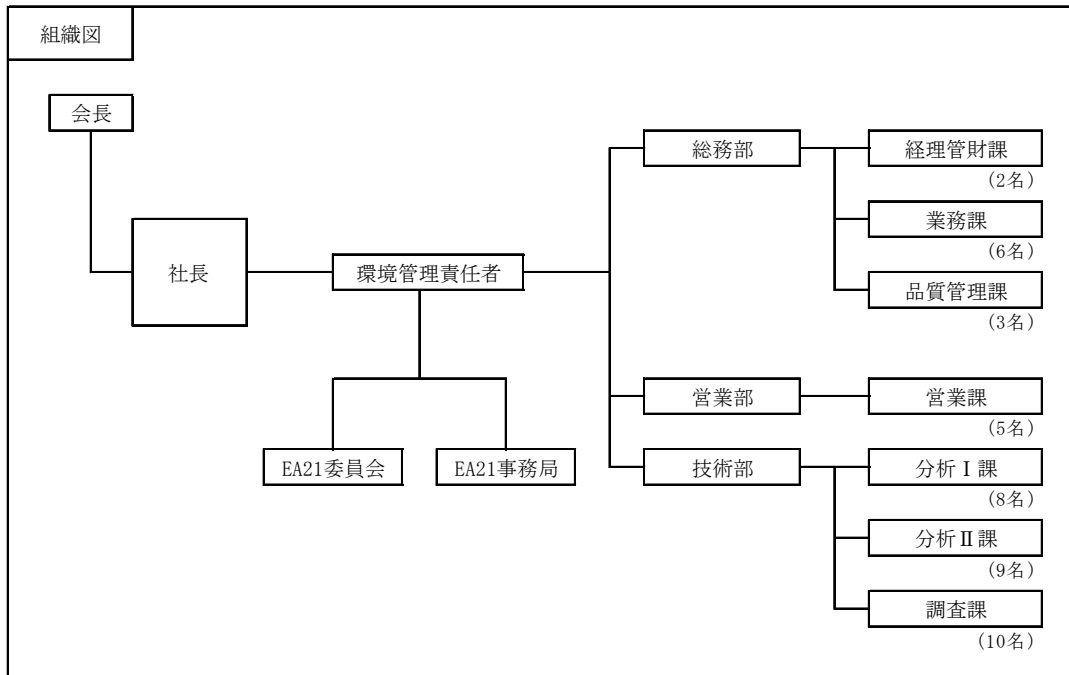 組織図
会長
社長
環境管理責任者
EA21委員会
EA21事務局
総務部
経理管財課
(2名)
業務課
(6名)
品質管理課
(3名)
営業部
営業課
(5名)
技術部
分析Ⅰ課
(8名)
分析Ⅱ課
(9名)
調査課
(10名)